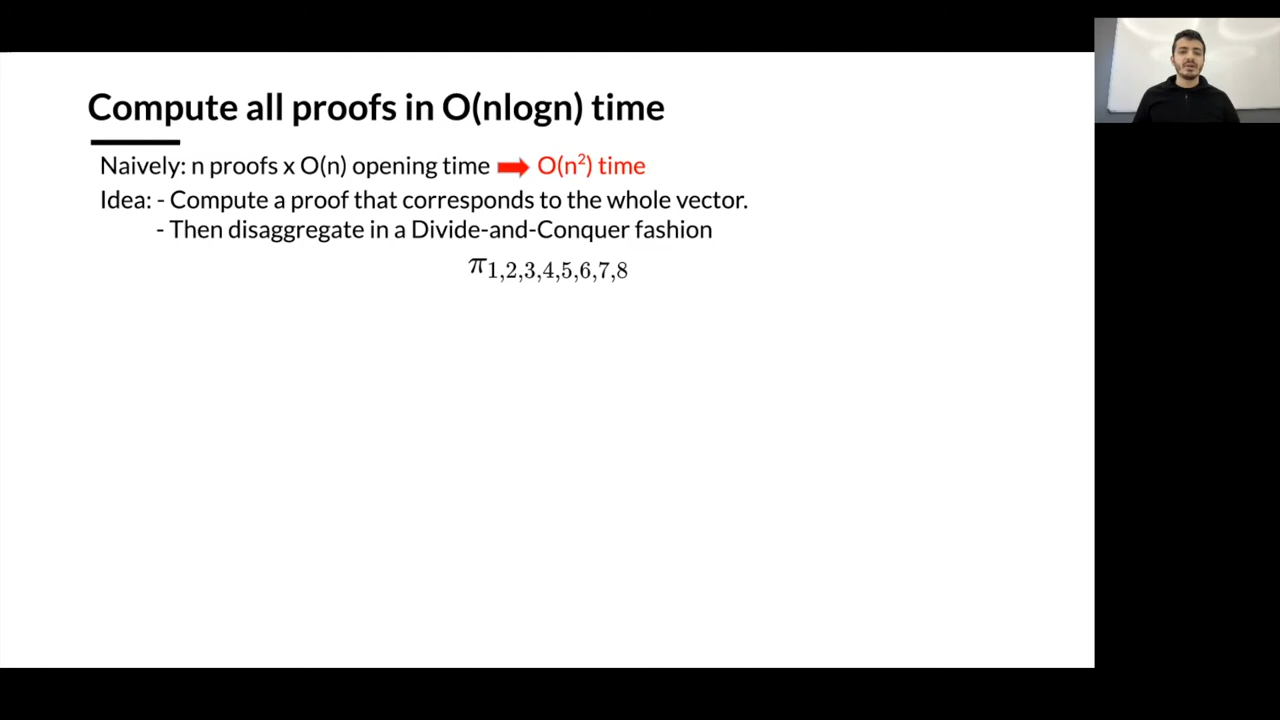 Compute all proofs in O(nlogn) time
Naively: n proofs x O(n) opening time ➡ O(n²) time
Idea: - Compute a proof that corresponds to the whole vector.
- Then disaggregate in a Divide-and-Conquer fashion
π1,2,3,4,5,6,7,8